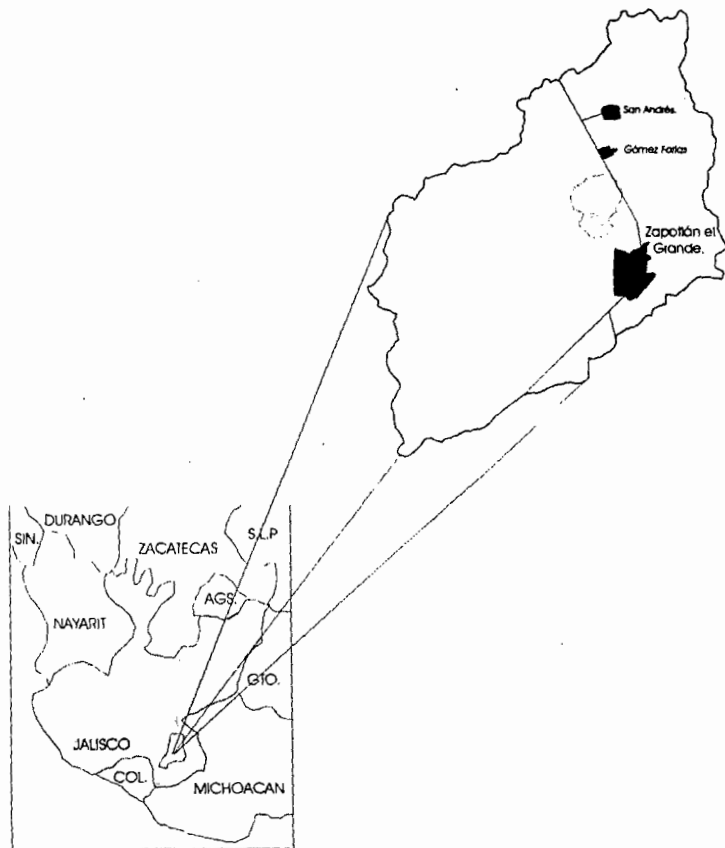 San Andrés.
Gómez Farías
Zapotlán el
Grande.
DURANGO
SIN.
ZACATECAS
S.L.P
AGS.
NAYARIT
GTO.
JALISCO
COL.
MICHOACAN